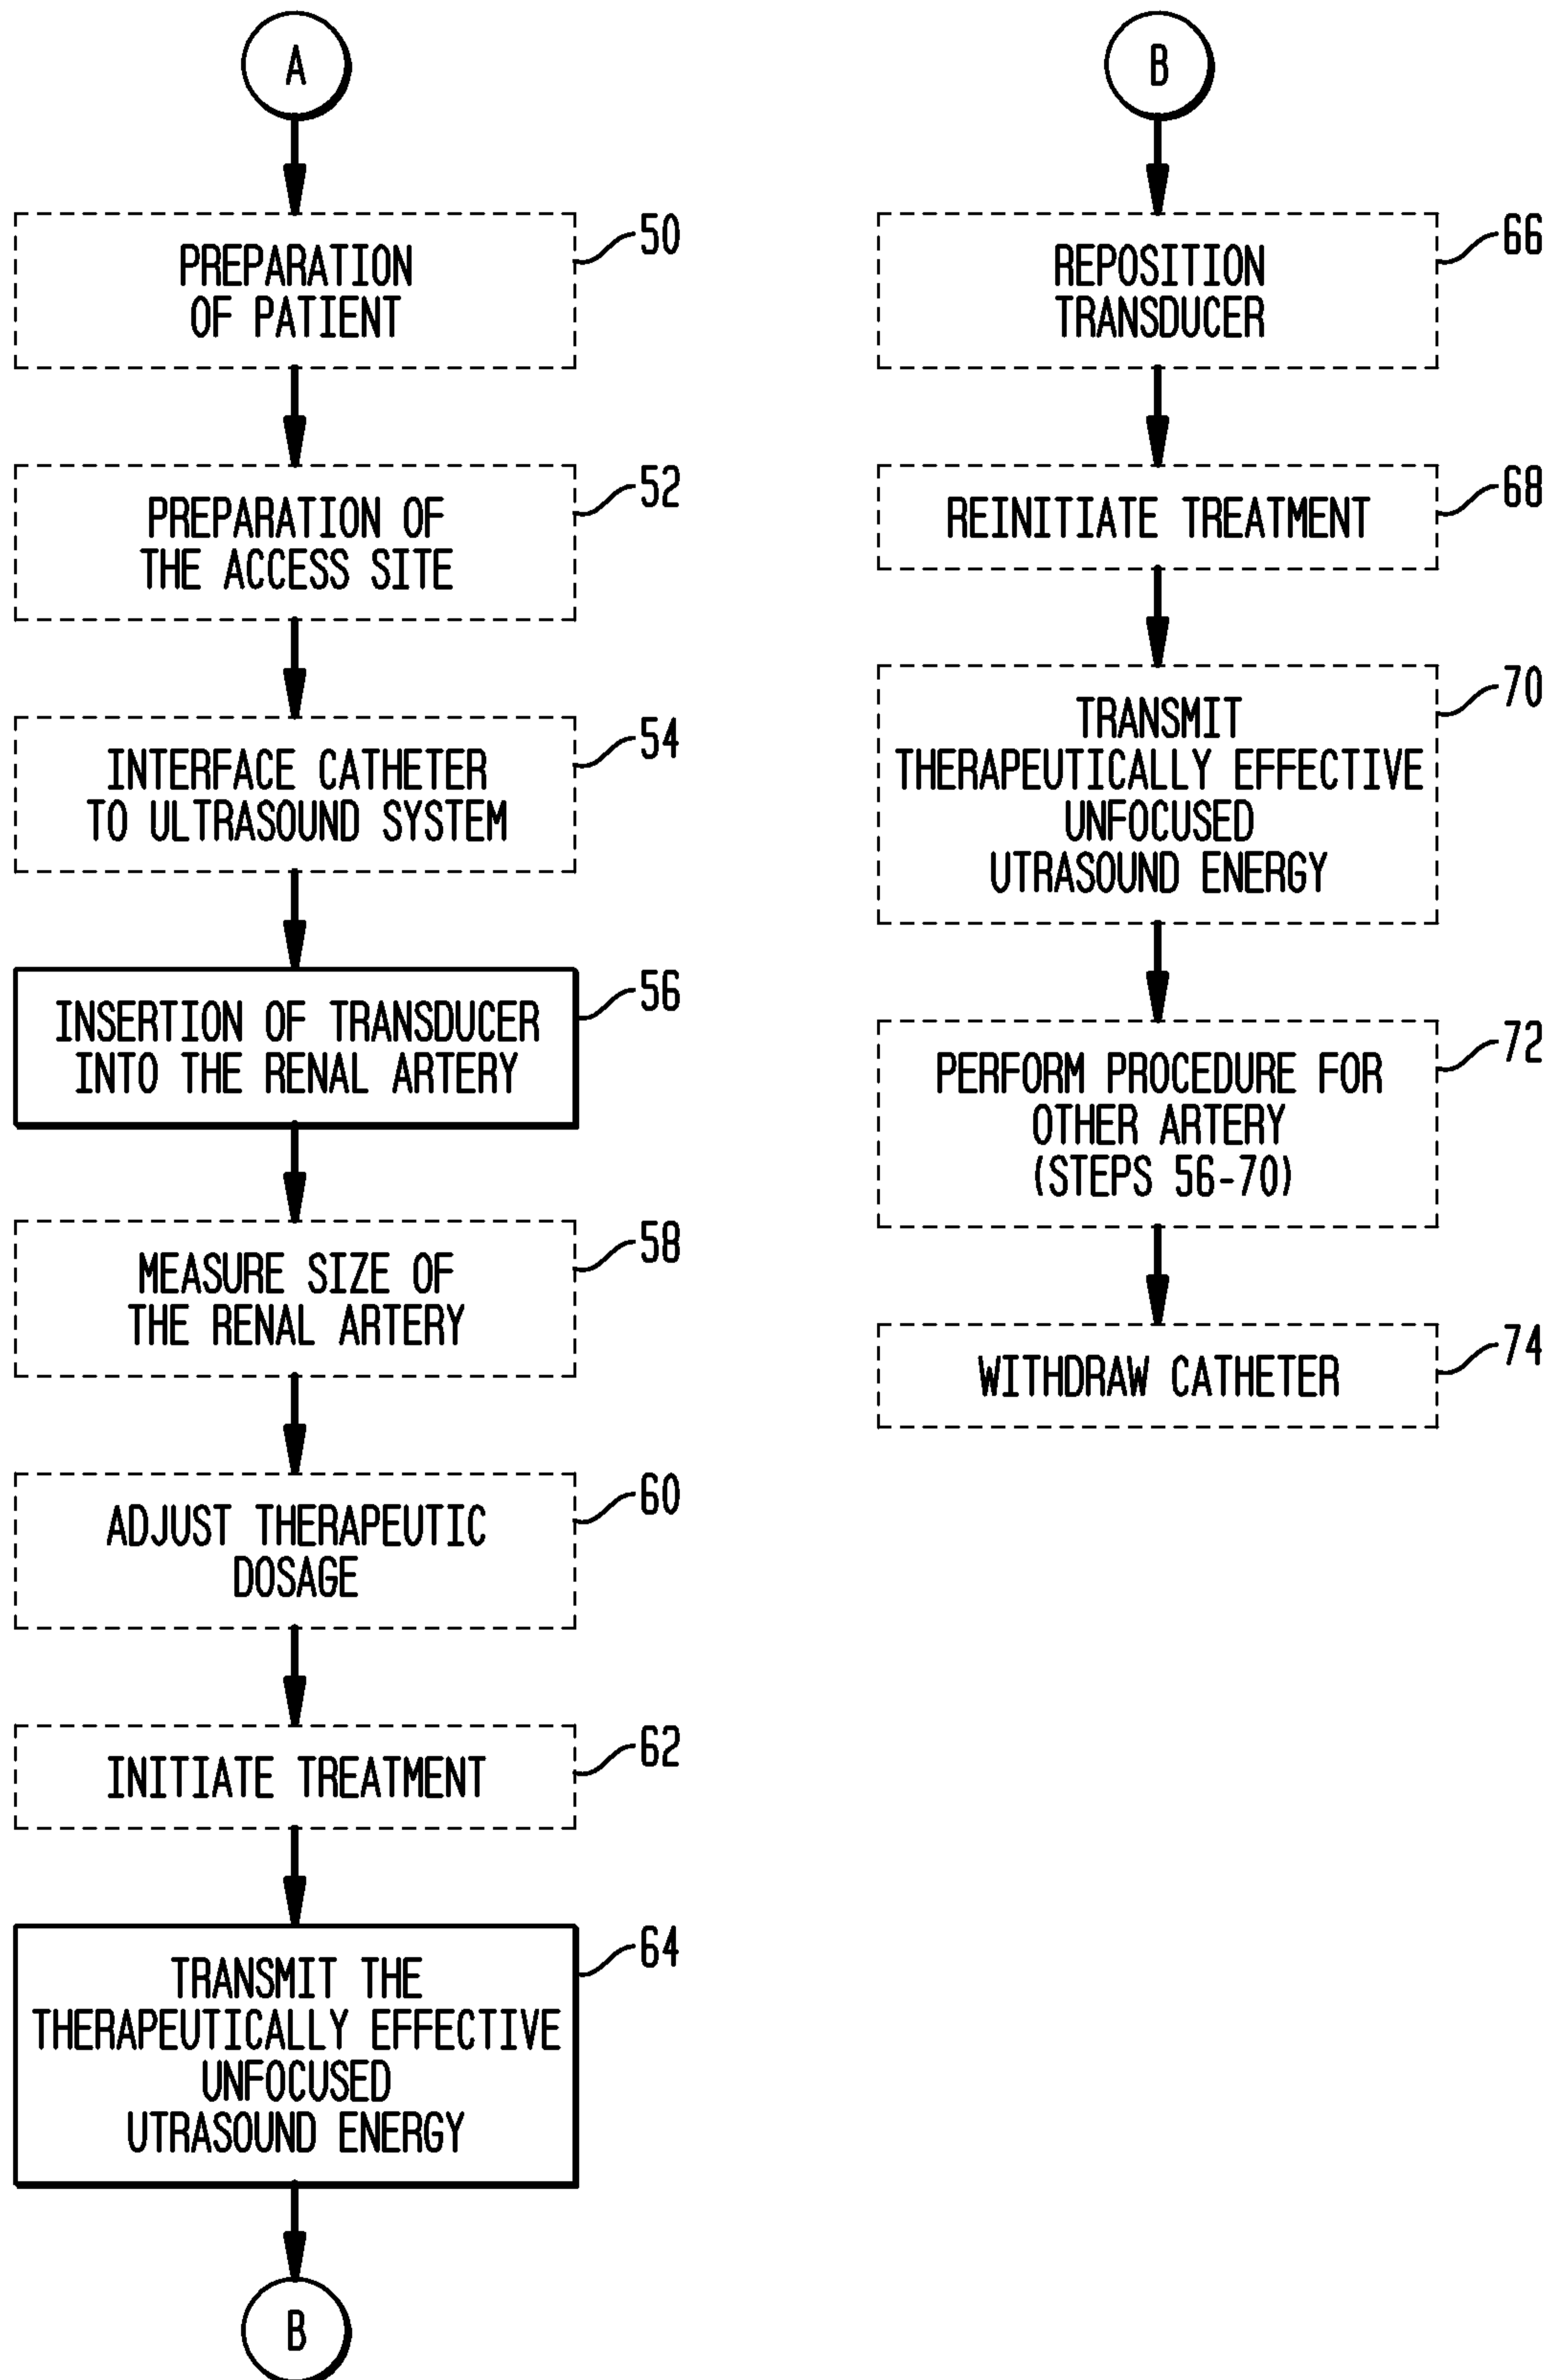 A
PREPARATION
OF PATIENT
50
PREPARATION OF
THE ACCESS SITE
52
INTERFACE CATHETER
TO ULTRASOUND SYSTEM
54
INSERTION OF TRANSDUCER
INTO THE RENAL ARTERY
56
MEASURE SIZE OF
THE RENAL ARTERY
58
ADJUST THERAPEUTIC
DOSAGE
60
INITIATE TREATMENT
62
TRANSMIT THE
THERAPEUTICALLY EFFECTIVE
UNFOCUSED
UTRASOUND ENERGY
64
B
B
REPOSITION
TRANSDUCER
66
REINITIATE TREATMENT
68
TRANSMIT
THERAPEUTICALLY EFFECTIVE
UNFOCUSED
UTRASOUND ENERGY
70
PERFORM PROCEDURE FOR
OTHER ARTERY
(STEPS 56-70)
72
WITHDRAW CATHETER
74